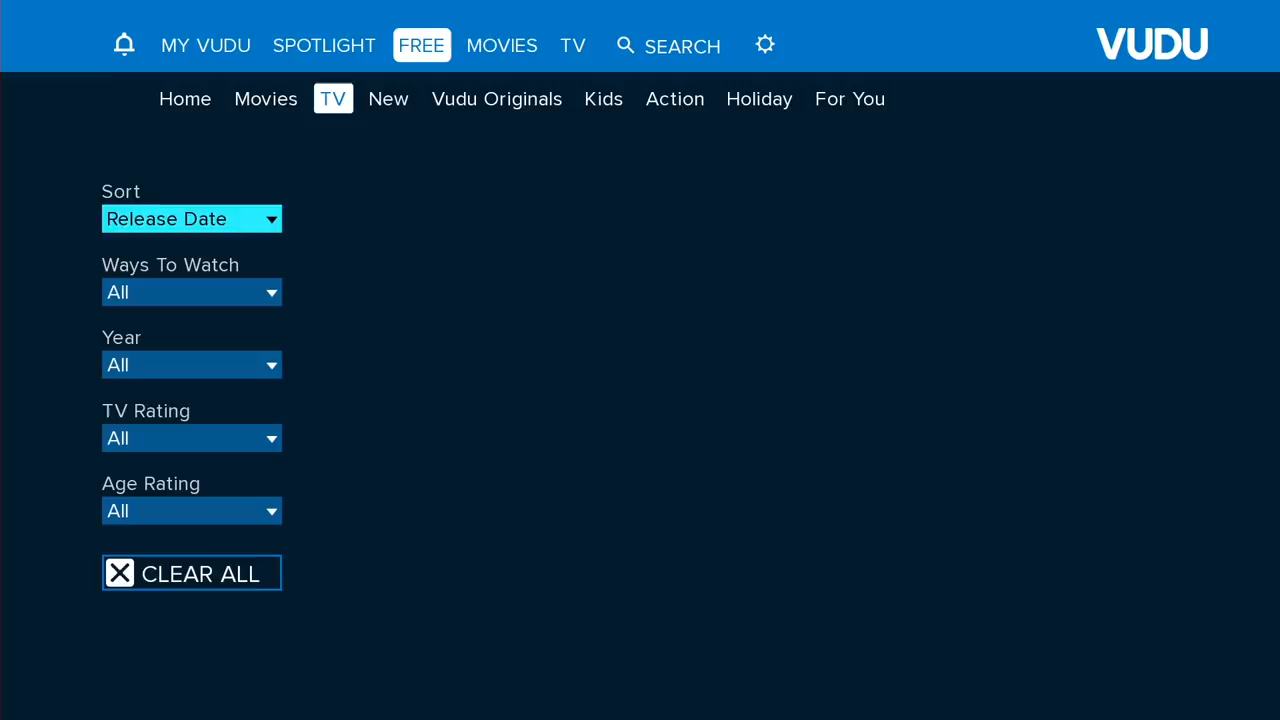 MY VUDU SPOTLIGHT FREE MOVIES TV SEARCH VUDU
Home Movies TV New Vudu Originals Kids Action Holiday For You
Sort
Release Date
Ways To Watch
All
Year
All
TV Rating
All
Age Rating
All
CLEAR ALL